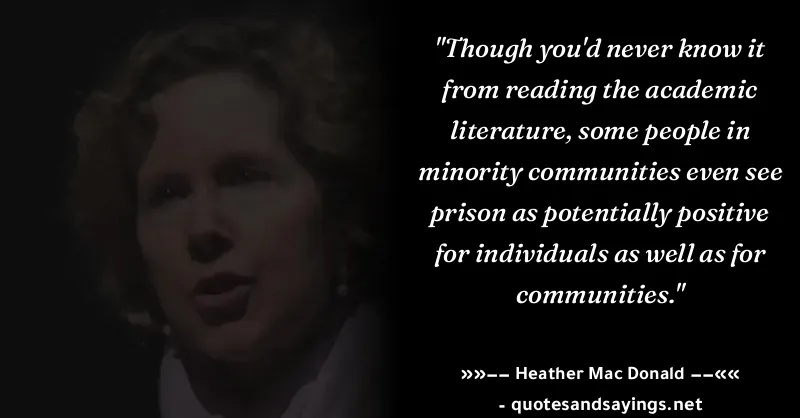 "Though you'd never know it
from reading the academic
literature, some people in
minority communities even see
prison as potentially positive
for individuals as well as for
communities."
»»–– Heather Mac Donald ––««
- quotesandsayings.net